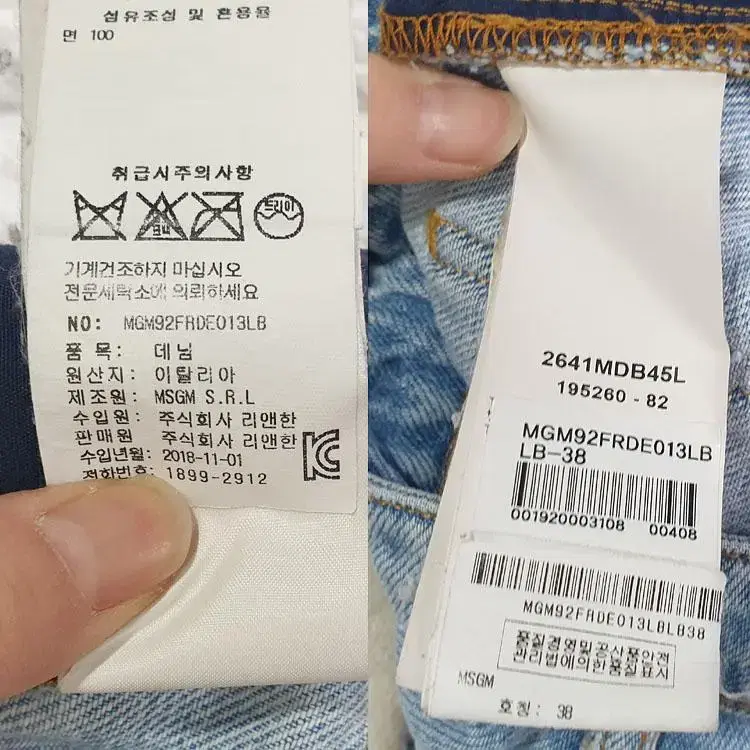 섬유조성 및 혼용율
면 100
취급시주의사항
드라이
기계건조하지 마십시오
전문세탁소에 의뢰하세요
NO: MGM92FRDE013LB
품 목: 데님
원산지: 이탈리아
제조원: MSGM S.R.L
수입원: 주식회사 리앤한
판매원 주식회사 리앤한
수입년월: 2018-11-01
전화번호: 1899-2912
2641MDB45L
195260 - 82
MGM92FRDE013LB
LB-38
001920003108 00408
MGM92FRDE013LBLB38
품질경영및공산품안전
관리법에의한품질표시
MSGM
호칭: 38